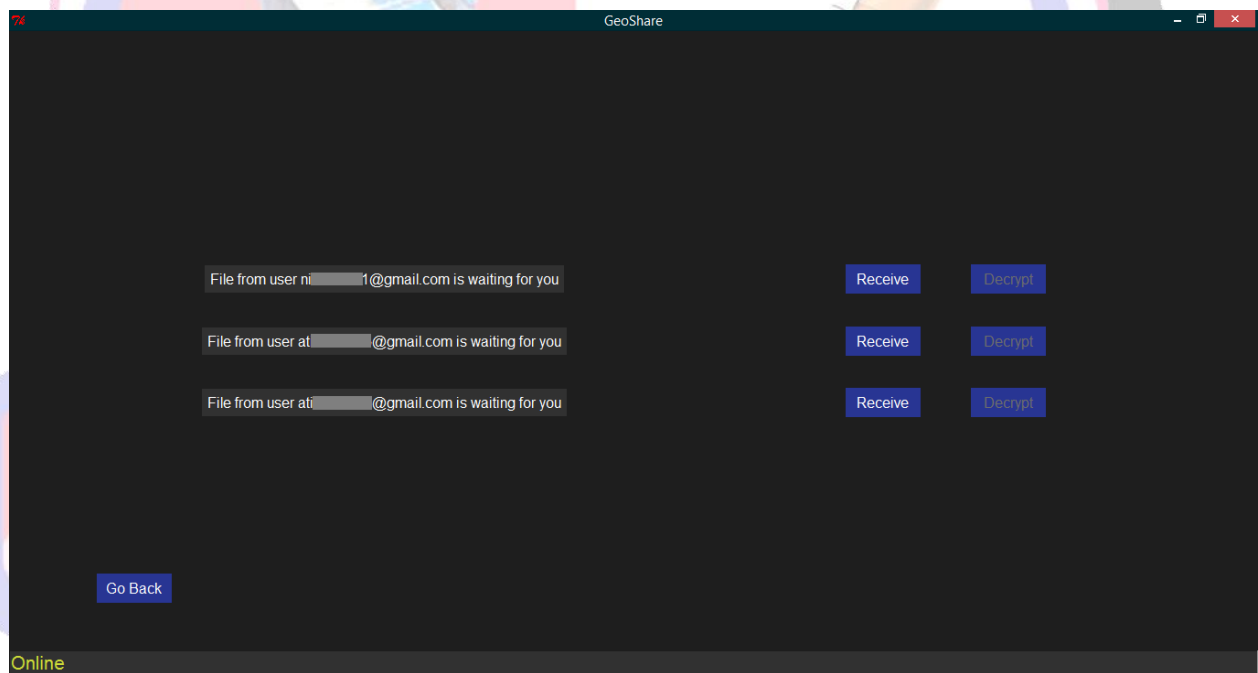 GeoShare
File from user ni 1@gmail.com is waiting for you
Receive
Decrypt
File from user at @gmail.com is waiting for you
Receive
Decrypt
File from user ati @gmail.com is waiting for you
Receive
Decrypt
Go Back
Online